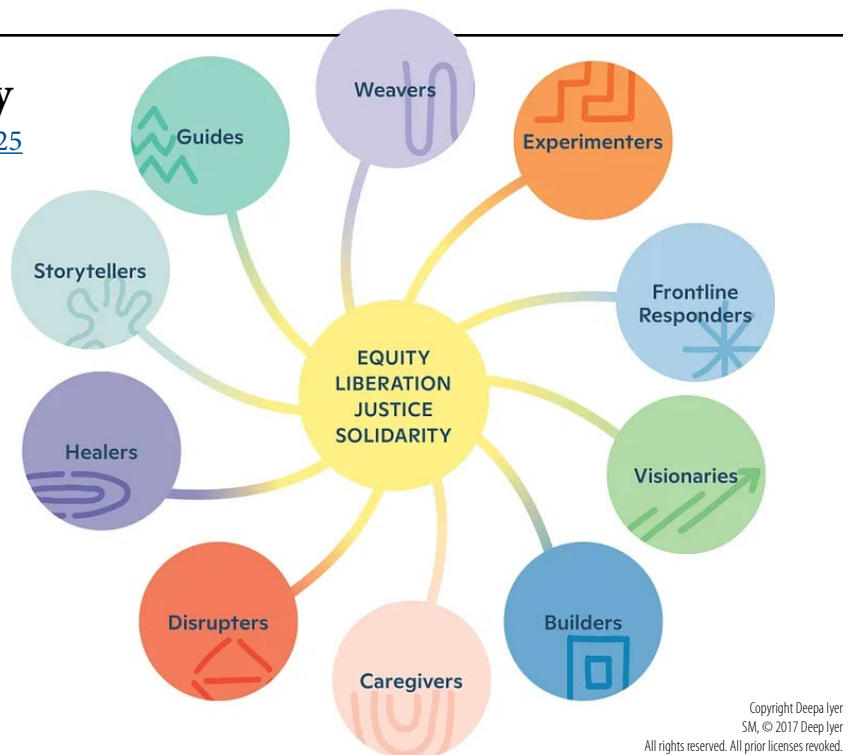 y
25
Weavers
Guides
Experimenters
Storytellers
Frontline
Responders
EQUITY
LIBERATION
JUSTICE
SOLIDARITY
Healers
Visionaries
Disrupters
Builders
Caregivers
Copyright Deepa Iyer
SM, © 2017 Deep Iyer
All rights reserved. All prior licenses revoked.